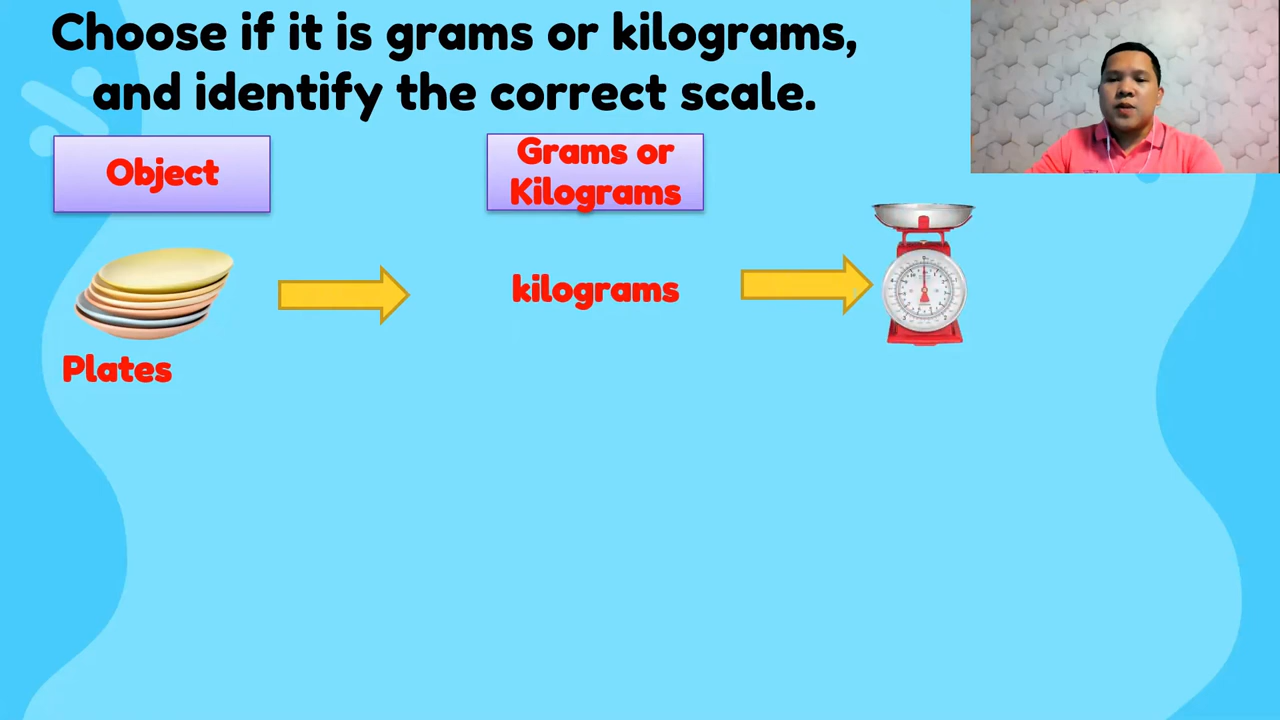 Choose if it is grams or kilograms,
and identify the correct scale.
Object
Grams or
Kilograms
kilograms
Plates